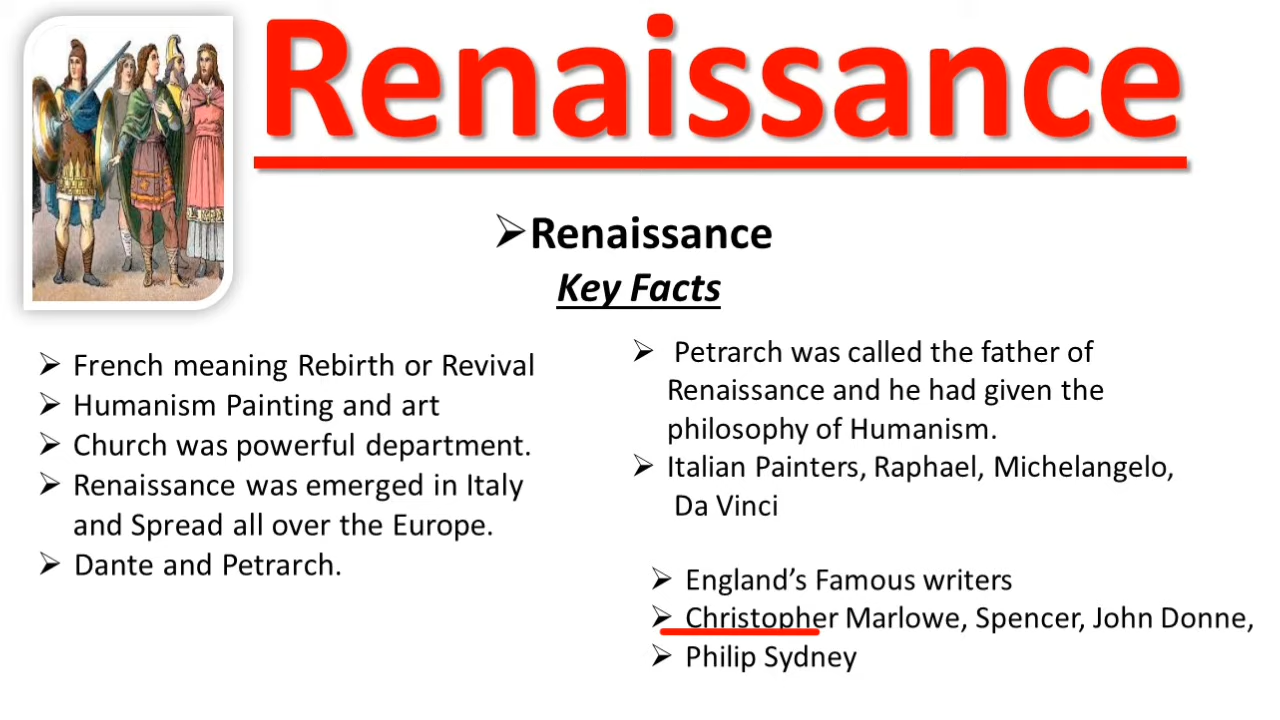 Renaissance
➢Renaissance
Key Facts
➢ French meaning Rebirth or Revival
➢ Humanism Painting and art
➢ Church was powerful department.
➢ Renaissance was emerged in Italy
and Spread all over the Europe.
➢ Dante and Petrarch.
➢ Petrarch was called the father of
Renaissance and he had given the
philosophy of Humanism.
➢ Italian Painters, Raphael, Michelangelo,
Da Vinci
➢ England’s Famous writers
➢ Christopher Marlowe, Spencer, John Donne,
➢ Philip Sydney